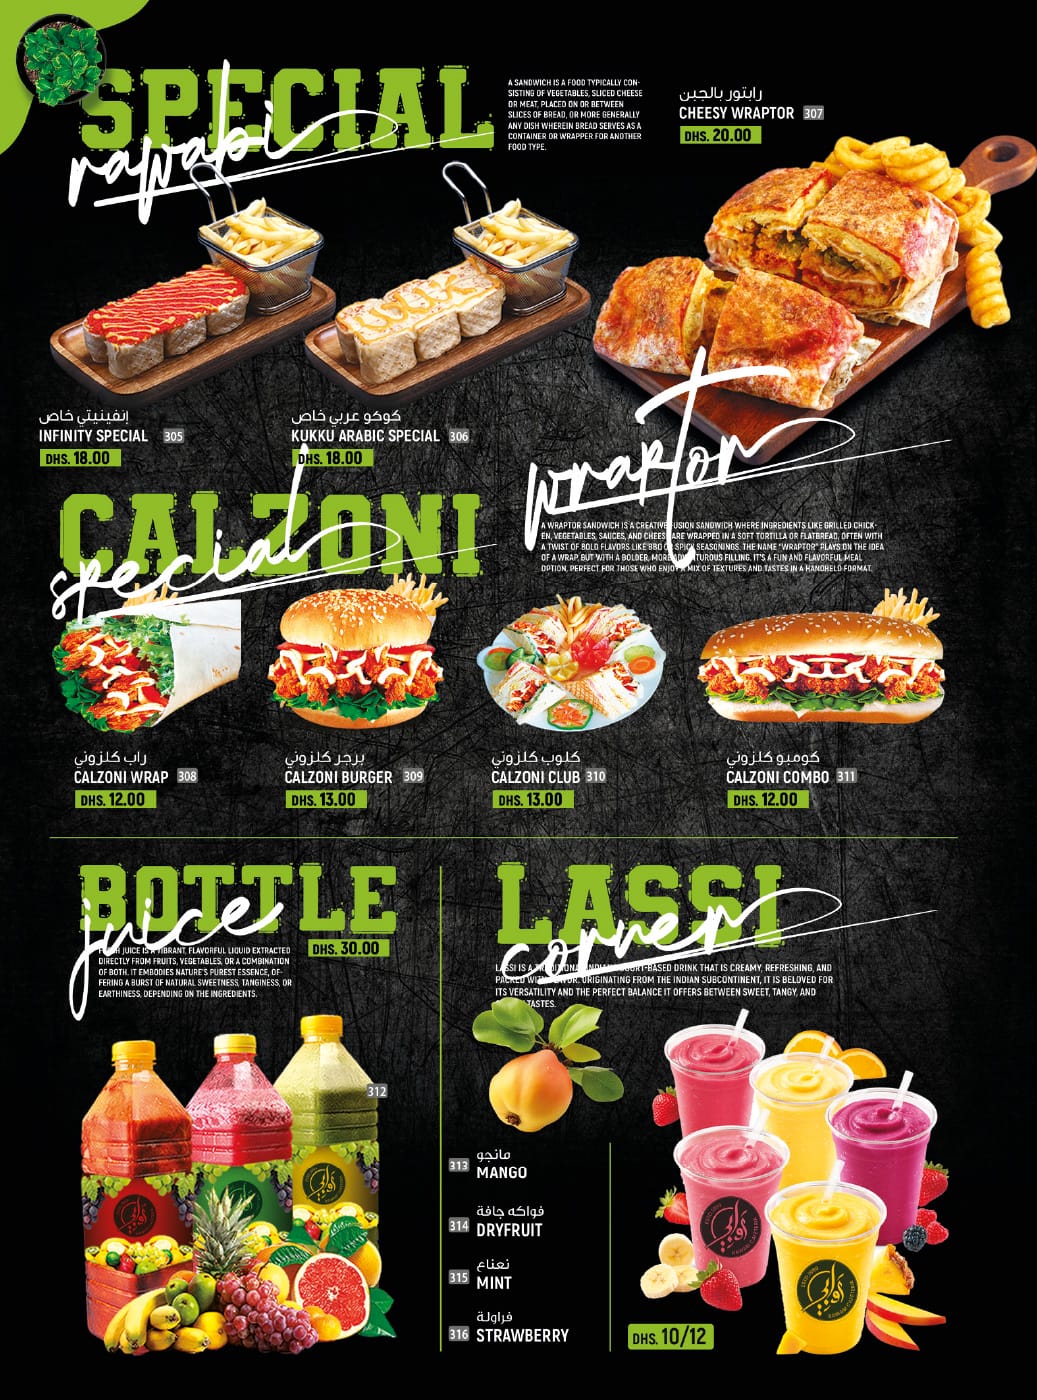 SPECIAL
rawabi
A SANDWICH IS A FOOD TYPICALLY CON-
SISTING OF VEGETABLES, SLICED CHEESE
OR MEAT, PLACED ON OR BETWEEN
SLICES OF BREAD, OR MORE GENERALLY
ANY DISH WHEREIN BREAD SERVES AS A
CONTAINER OR WRAPPER FOR ANOTHER
FOOD TYPE.
رابتور بالجبن
CHEESY WRAPTOR 307
DHS. 20.00
إنفينيتي خاص
INFINITY SPECIAL 305
DHS. 18.00
كوكو عربي خاص
KUKKU ARABIC SPECIAL 306
DHS. 18.00
wraptor
A WRAPTOR SANDWICH IS A CREATIVE FUSION SANDWICH WHERE INGREDIENTS LIKE GRILLED CHICK-
EN, VEGETABLES, SAUCES, AND CHEESE ARE WRAPPED IN A SOFT TORTILLA OR FLATBREAD, OFTEN WITH
A TWIST OF BOLD FLAVORS LIKE BBQ OR SPICY SEASONINGS. THE NAME "WRAPTOR" PLAYS ON THE IDEA
OF A WRAP BUT WITH A BOLDER, MORE ADVENTUROUS FILLING. IT'S A FUN AND FLAVORFUL MEAL
OPTION, PERFECT FOR THOSE WHO ENJOY A MIX OF TEXTURES AND TASTES IN A HANDHELD FORMAT.
CALZONI
special
راب كلزوني
CALZONI WRAP 308
DHS. 12.00
برجر كلزوني
CALZONI BURGER 309
DHS. 13.00
كلوب كلزوني
CALZONI CLUB 310
DHS. 13.00
كومبو كلزوني
CALZONI COMBO 311
DHS. 12.00
BOTTLE
juice
DHS. 30.00
JUICE IS A VIBRANT, FLAVORFUL LIQUID EXTRACTED
DIRECTLY FROM FRUITS, VEGETABLES, OR A COMBINATION
OF BOTH. IT EMBODIES NATURE'S PUREST ESSENCE, OF-
FERING A BURST OF NATURAL SWEETNESS, TANGINESS, OR
EARTHINESS, DEPENDING ON THE INGREDIENTS.
312
LASSI
corner
LASSI IS A TRADITIONAL INDIAN YOGURT-BASED DRINK THAT IS CREAMY, REFRESHING, AND
PACKED WITH FLAVOR. ORIGINATING FROM THE INDIAN SUBCONTINENT, IT IS BELOVED FOR
ITS VERSATILITY AND THE PERFECT BALANCE IT OFFERS BETWEEN SWEET, TANGY, AND
TASTES.
مانجو
313 MANGO
فواكه جافة
314 DRYFRUIT
نعناع
315 MINT
فراولة
316 STRAWBERRY
DHS. 10/12